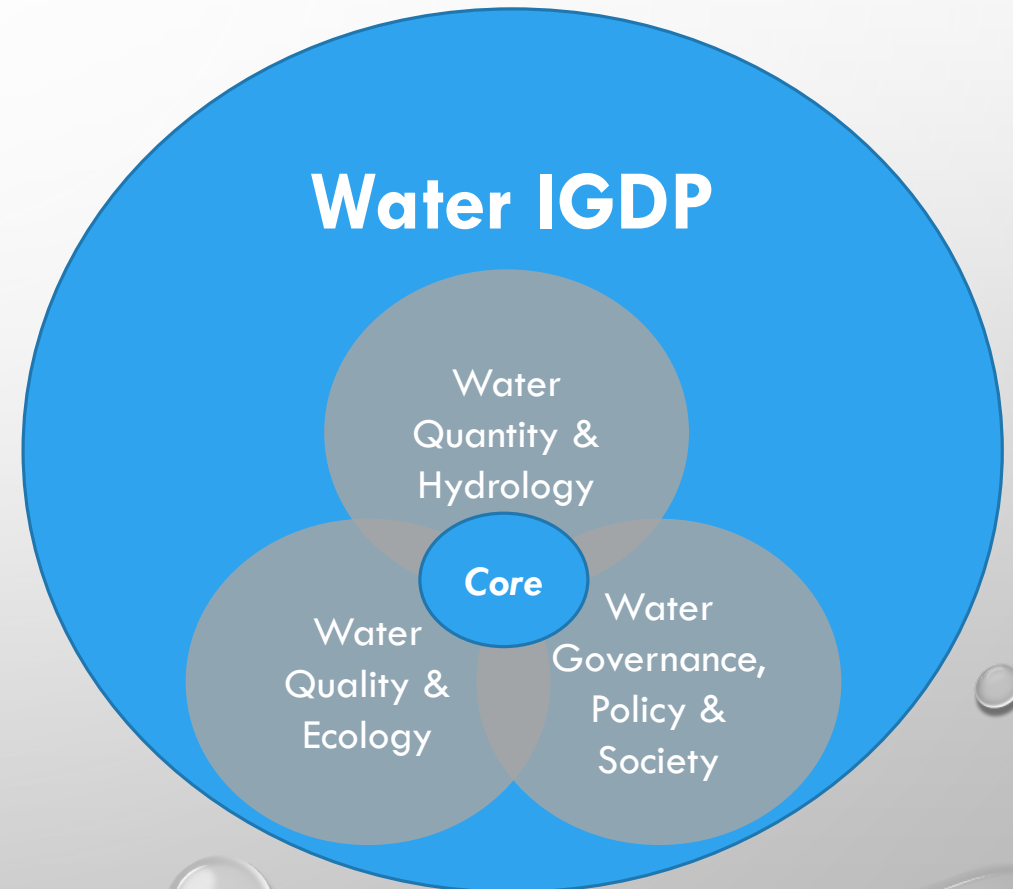 Water IGDP
Water
Quantity &
Hydrology
Core
Water
Quality &
Ecology
Water
Governance,
Policy &
Society